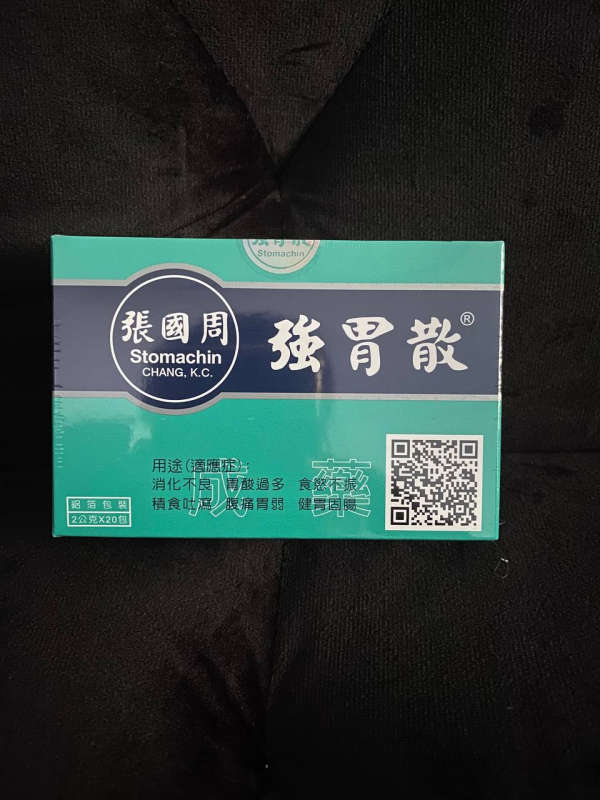 強胃散
Stomachin
張國周
Stomachin
CHANG, K.C.
強胃散®
成藥
用途(適應症):
消化不良 胃酸過多 食慾不振
積食吐瀉 腹痛胃弱 健胃固腸
鋁箔包裝
2公克X20包